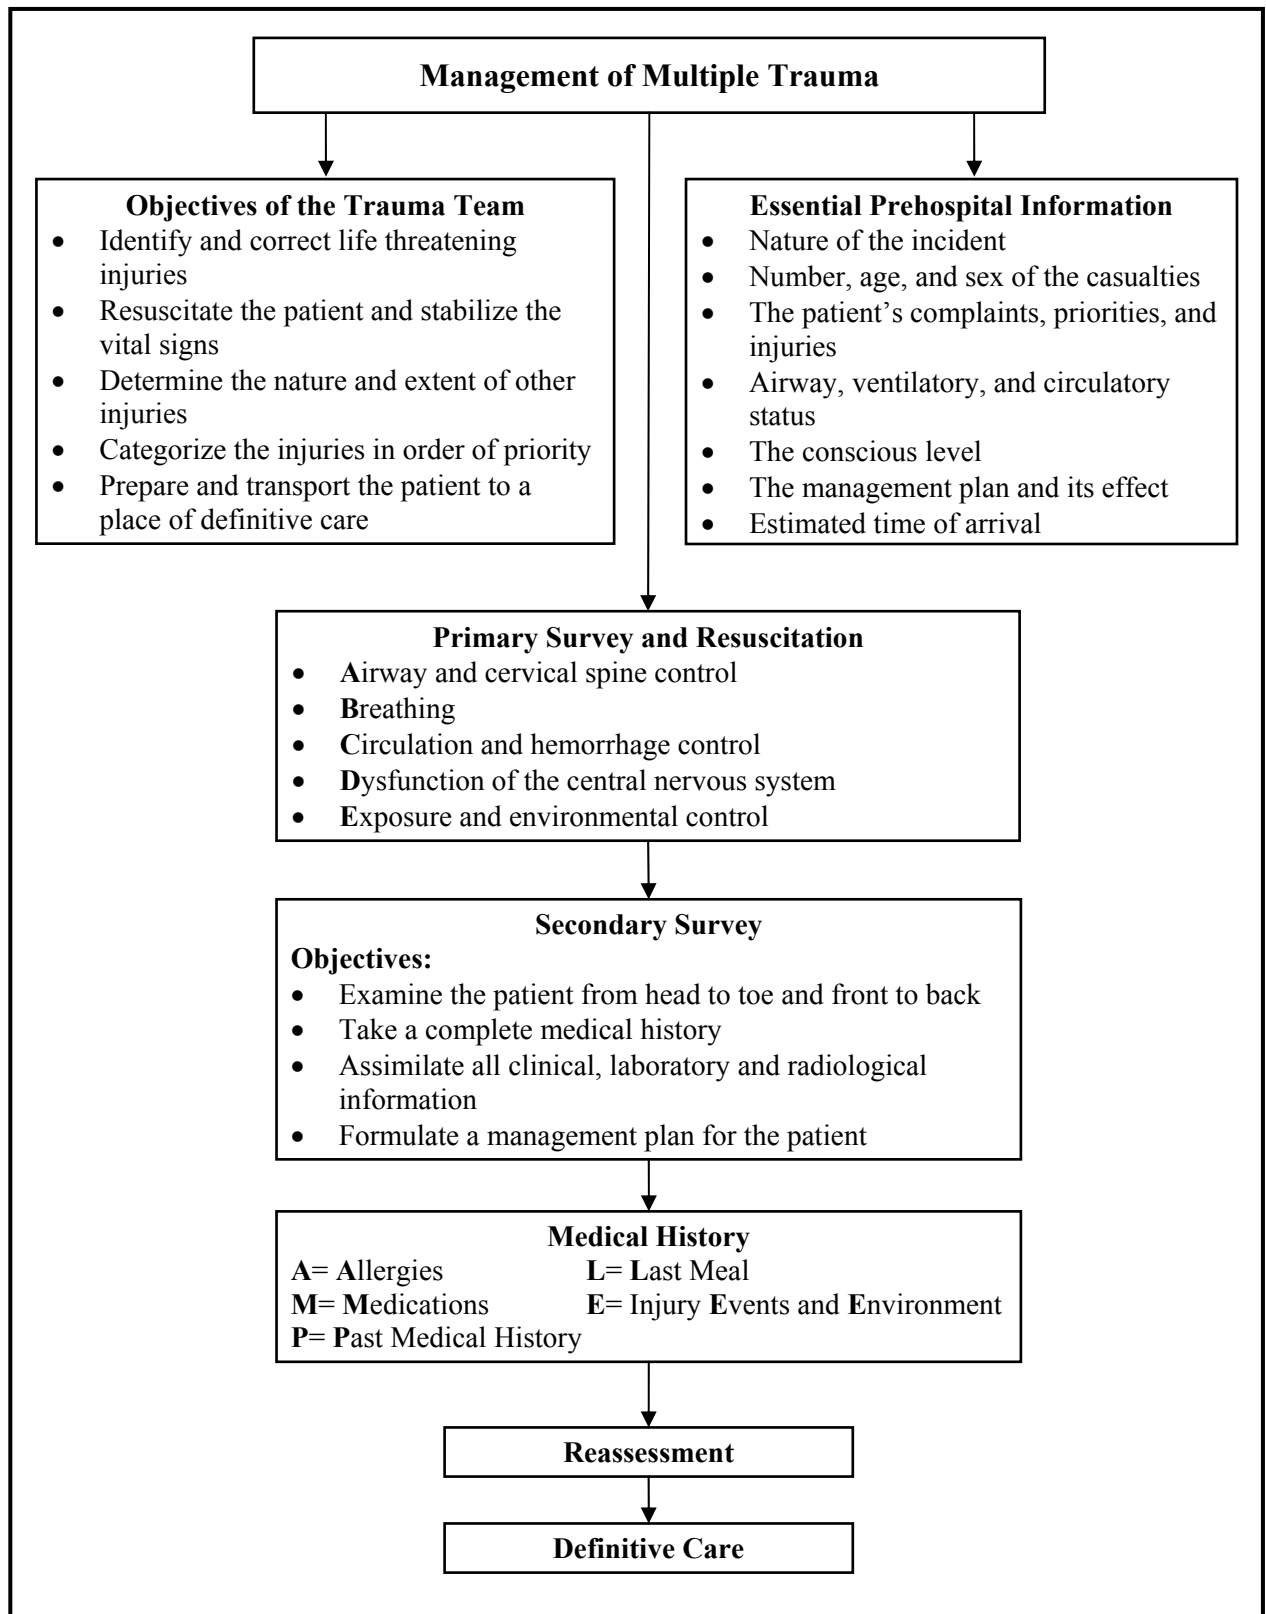 Management of Multiple Trauma
Objectives of the Trauma Team
• Identify and correct life threatening
injuries
• Resuscitate the patient and stabilize the
vital signs
• Determine the nature and extent of other
injuries
• Categorize the injuries in order of priority
• Prepare and transport the patient to a
place of definitive care
Essential Prehospital Information
• Nature of the incident
• Number, age, and sex of the casualties
• The patient’s complaints, priorities, and
injuries
• Airway, ventilatory, and circulatory
status
• The conscious level
• The management plan and its effect
• Estimated time of arrival
Primary Survey and Resuscitation
• Airway and cervical spine control
• Breathing
• Circulation and hemorrhage control
• Dysfunction of the central nervous system
• Exposure and environmental control
Secondary Survey
Objectives:
• Examine the patient from head to toe and front to back
• Take a complete medical history
• Assimilate all clinical, laboratory and radiological
information
• Formulate a management plan for the patient
Medical History
A= Allergies L= Last Meal
M= Medications E= Injury Events and Environment
P= Past Medical History
Reassessment
Definitive Care